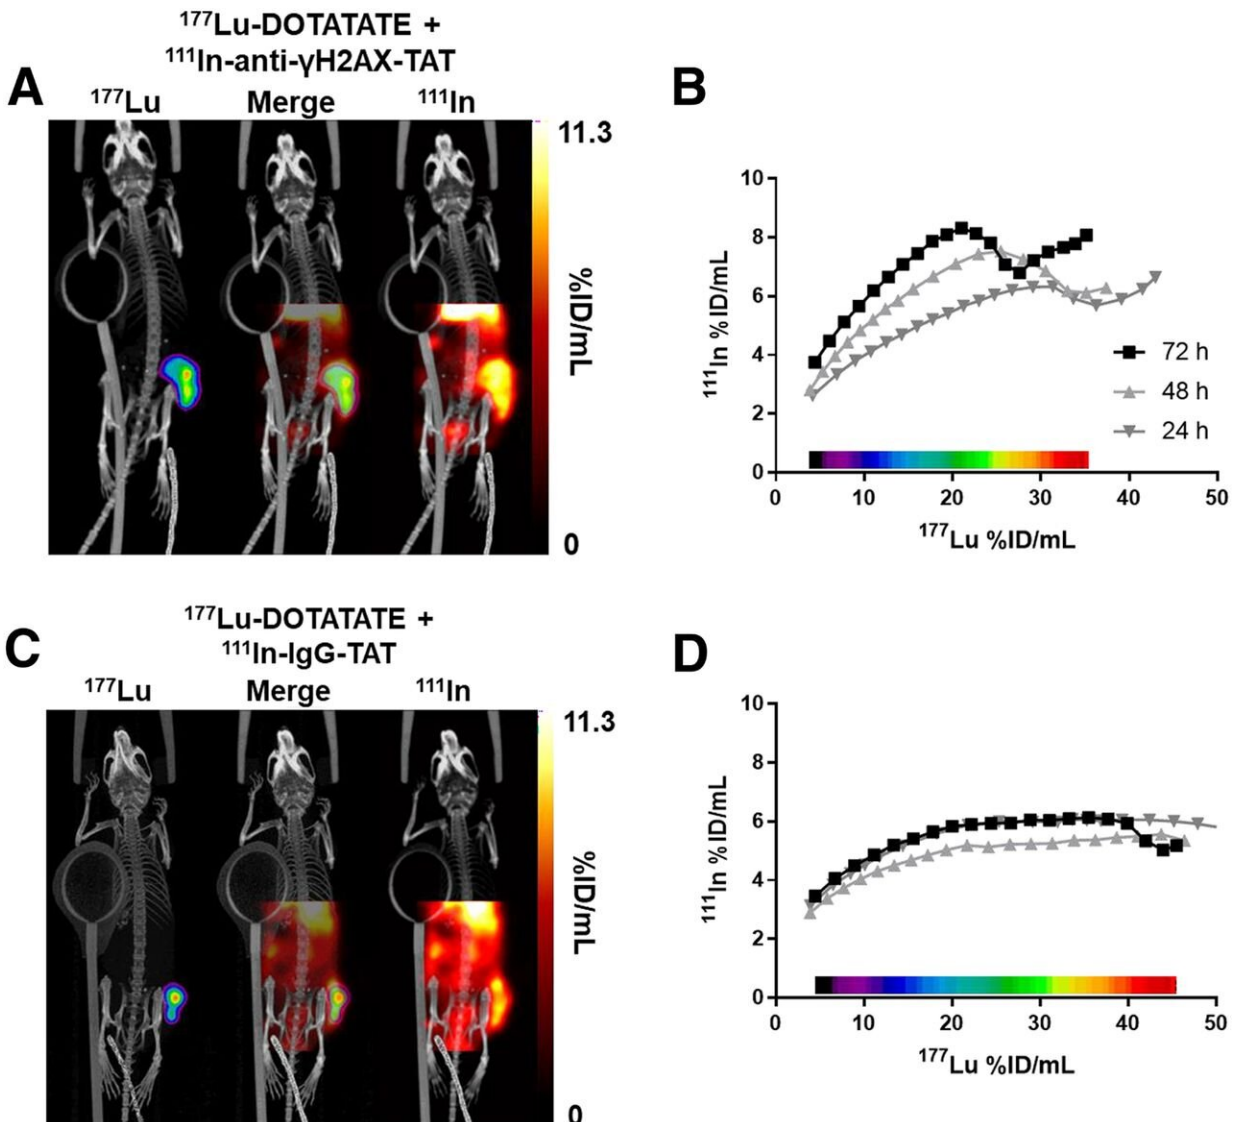 ¹⁷⁷Lu-DOTATATE +
¹¹¹In-anti-γH2AX-TAT
A
¹⁷⁷Lu Merge ¹¹¹In
11.3
%ID/mL
0
B
10
8
6
4
2
0
¹¹¹In %ID/mL
72 h
48 h
24 h
0 10 20 30 40 50
¹⁷⁷Lu %ID/mL
¹⁷⁷Lu-DOTATATE +
¹¹¹In-IgG-TAT
C
¹⁷⁷Lu Merge ¹¹¹In
11.3
%ID/mL
0
D
10
8
6
4
2
0
¹¹¹In %ID/mL
0 10 20 30 40 50
¹⁷⁷Lu %ID/mL